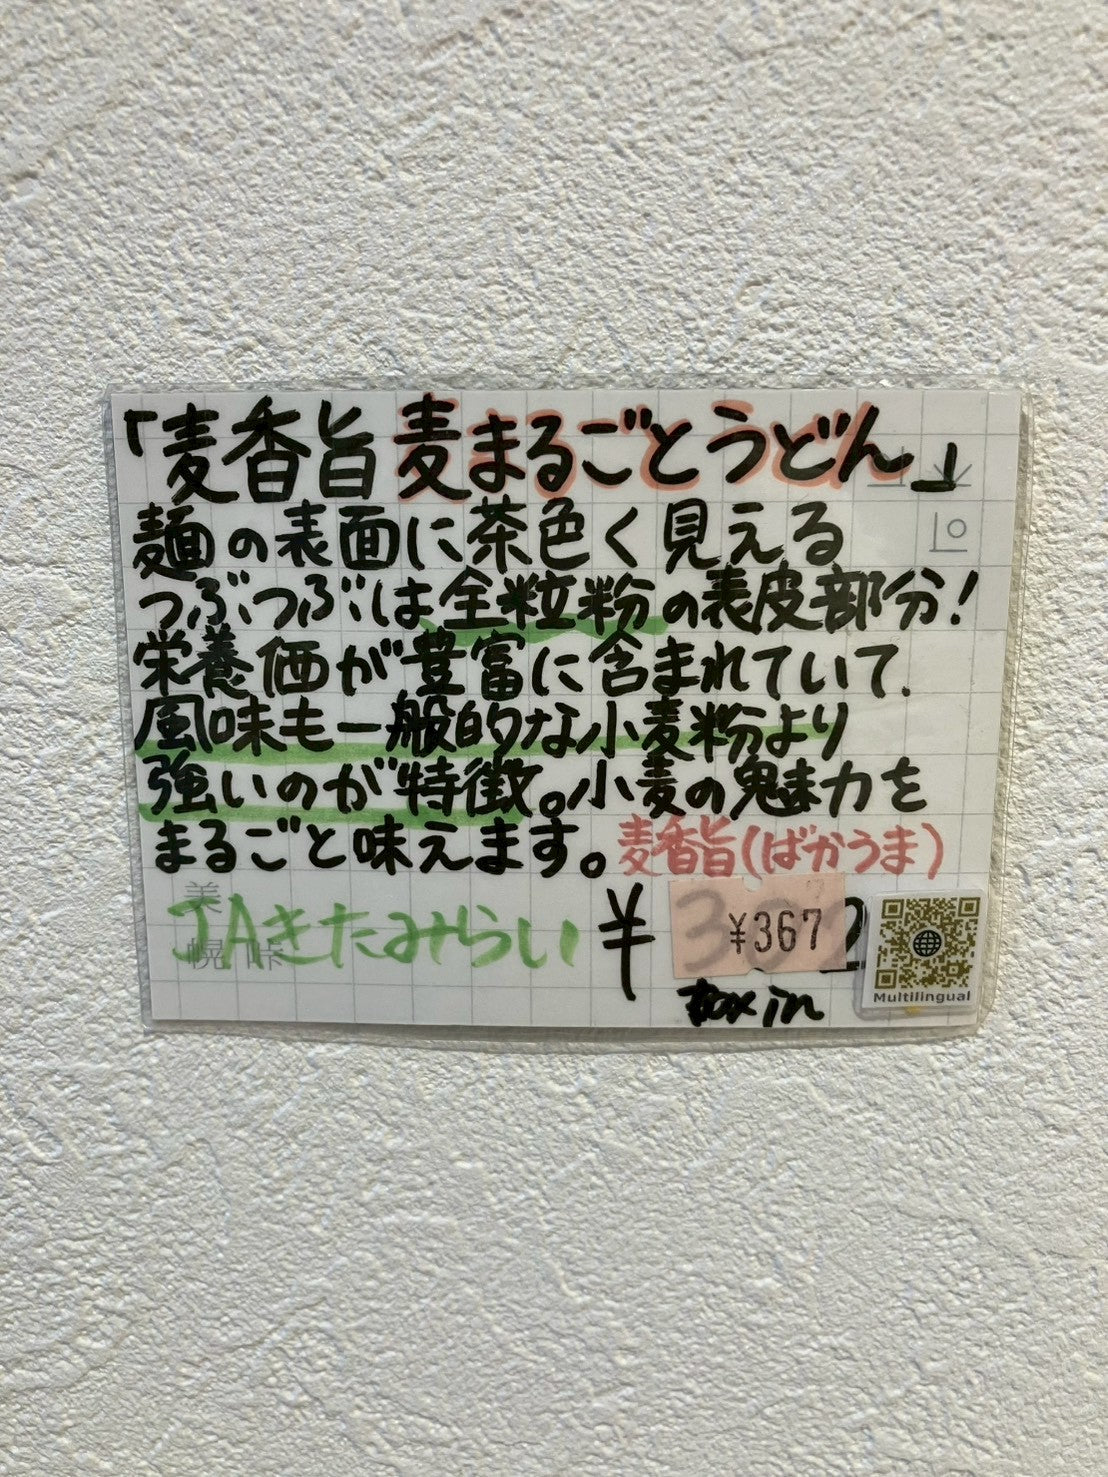 「麦香旨 麦まるごとうどん」
麺の表面に茶色く見える
つぶつぶは全粒粉の表皮部分!
栄養価が豊富に含まれていて、
風味も一般的な小麦粉より
強いのが特徴。小麦の魅力を
まるごと味えます。麦香旨(ばかうま)
JAきたみらい ¥367
tax in
Multilingual
美
幌 峠